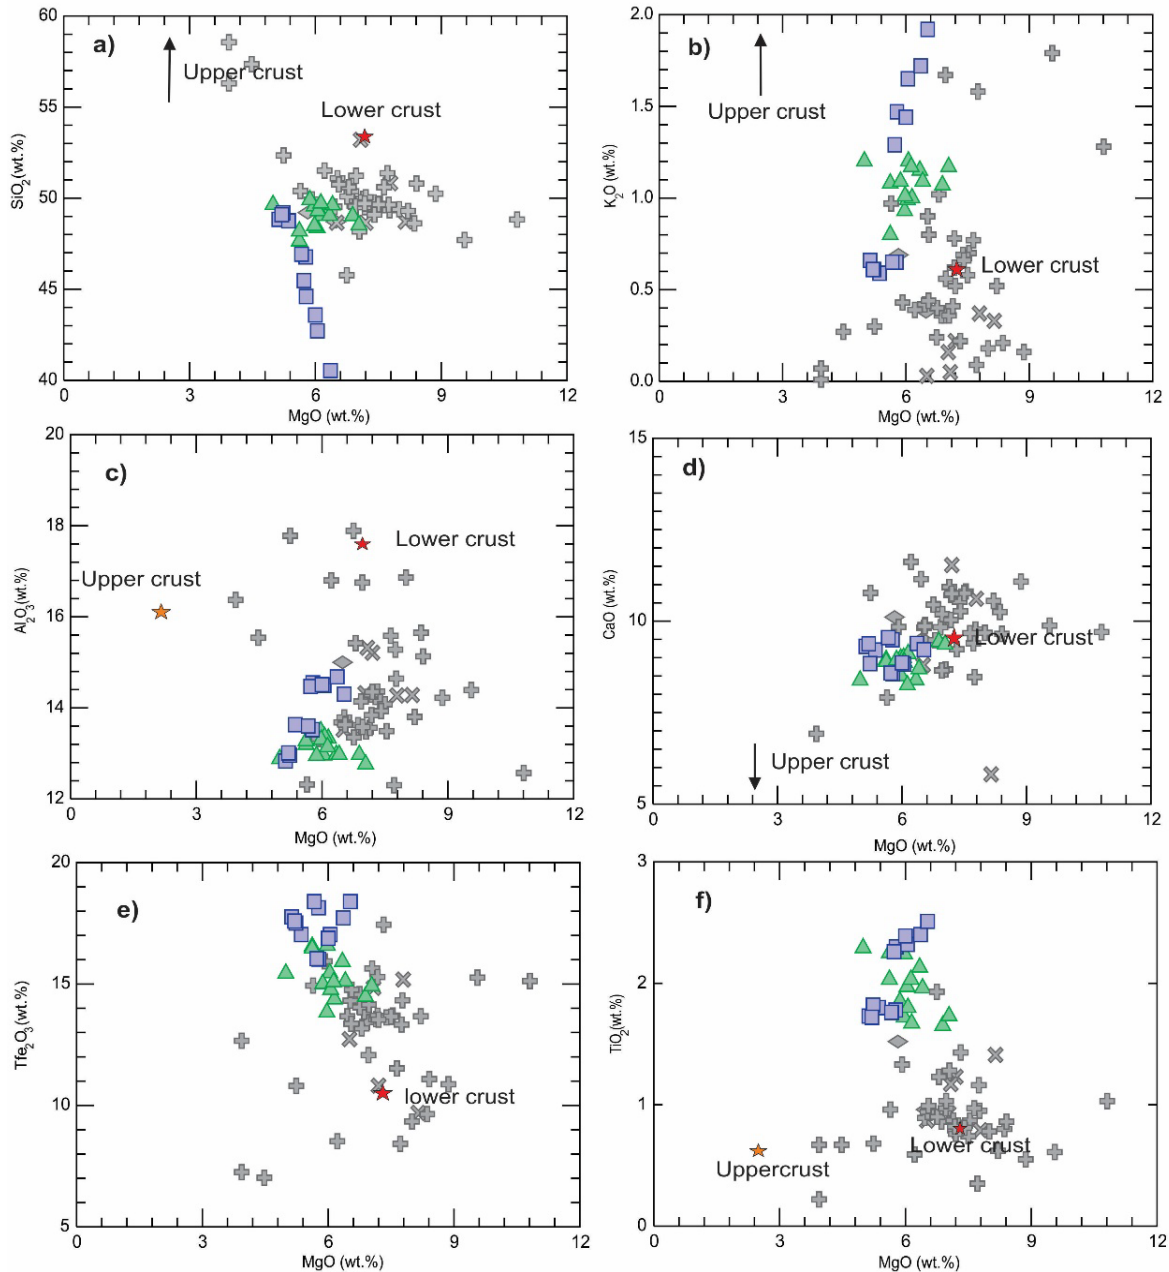 a)
60
55
50
45
40
SiO2(wt.%)
Upper crust
Lower crust
0 3 6 9 12
MgO (wt.%)
b)
2.0
1.5
1.0
0.5
0.0
K2O (wt.%)
Upper crust
Lower crust
0 3 6 9 12
MgO (wt.%)
c)
20
18
16
14
12
Al2O3(wt.%)
Lower crust
Upper crust
0 3 6 9 12
MgO (wt.%)
d)
15
10
5
CaO (wt.%)
Lower crust
Upper crust
0 3 6 9 12
MgO (wt.%)
e)
20
15
10
5
Tfe2O3(wt.%)
lower crust
0 3 6 9 12
MgO (wt.%)
f)
3
2
1
0
TiO2(wt.%)
Lower crust
Uppercrust
0 3 6 9 12
MgO (wt.%)